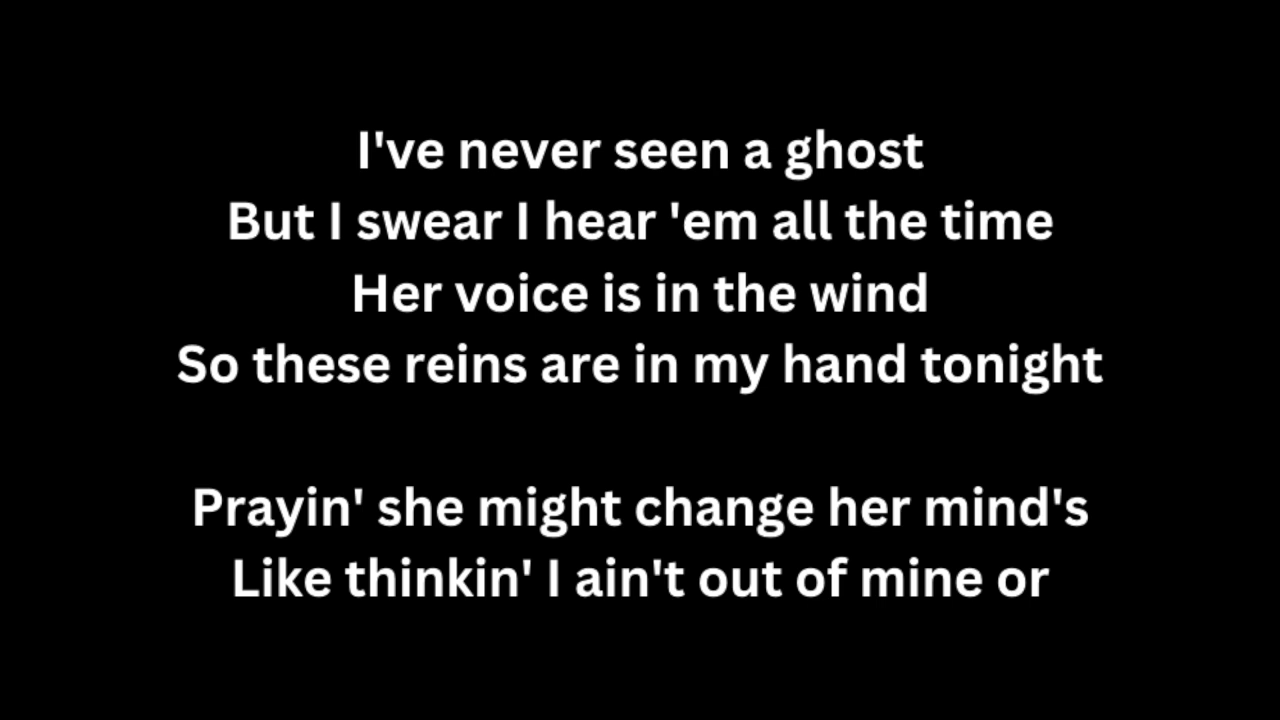 I've never seen a ghost
But I swear I hear 'em all the time
Her voice is in the wind
So these reins are in my hand tonight
Prayin' she might change her mind's
Like thinkin' I ain't out of mine or